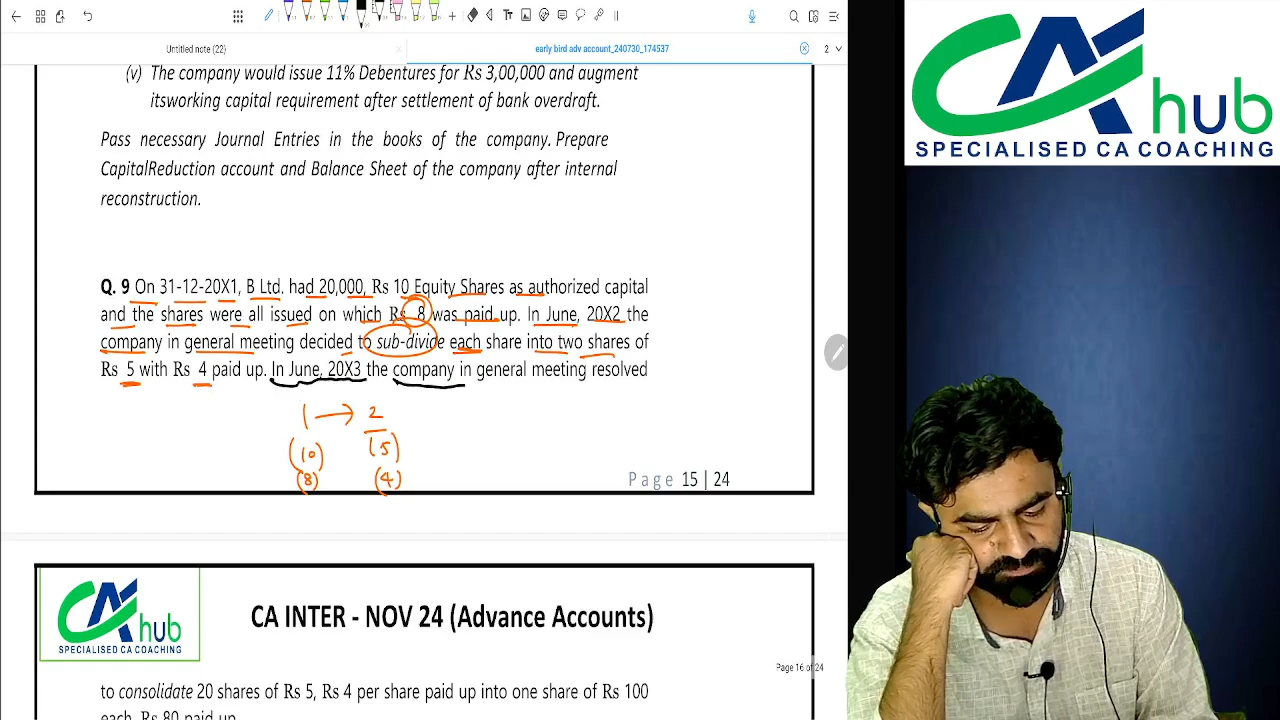 Untitled note (22)
early bird adv account_240730_174537
2
(v) The company would issue 11% Debentures for Rs 3,00,000 and augment
itsworking capital requirement after settlement of bank overdraft.
Pass necessary Journal Entries in the books of the company. Prepare
CapitalReduction account and Balance Sheet of the company after internal
reconstruction.
Q. 9 On 31-12-20X1, B Ltd. had 20,000, Rs 10 Equity Shares as authorized capital
and the shares were all issued on which Rs 8 was paid up. In June, 20X2 the
company in general meeting decided to sub-divide each share into two shares of
Rs 5 with Rs 4 paid up. In June, 20X3 the company in general meeting resolved
1 → 2
(10) (5)
(8) (4)
Page 15 | 24
CA hub
SPECIALISED CA COACHING
CA INTER - NOV 24 (Advance Accounts)
Page 16 of 24
to consolidate 20 shares of Rs 5, Rs 4 per share paid up into one share of Rs 100
each, Rs 80 paid up
CA hub
SPECIALISED CA COACHING